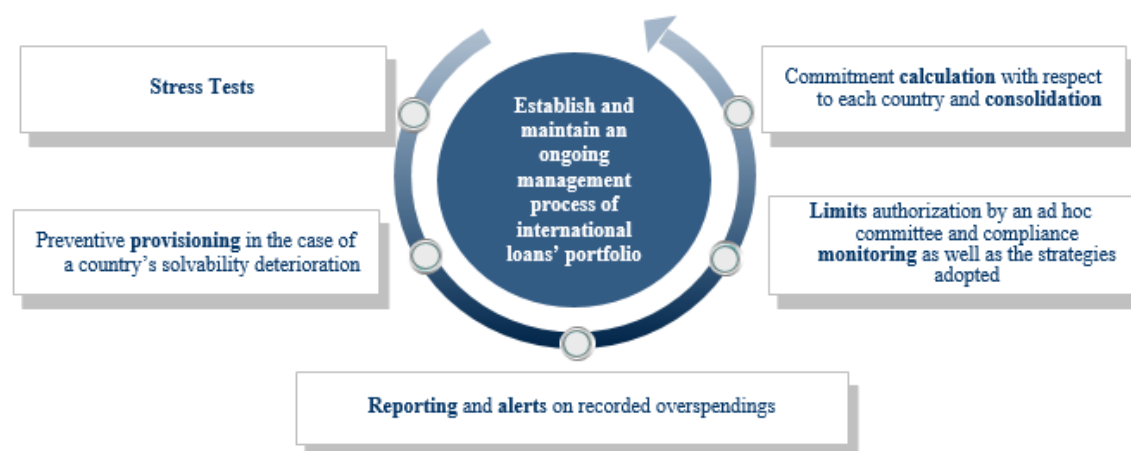 Stress Tests
Preventive provisioning in the case of
a country’s solvability deterioration
Establish and
maintain an
ongoing
management
process of
international
loans’ portfolio
Commitment calculation with respect
to each country and consolidation
Limits authorization by an ad hoc
committee and compliance
monitoring as well as the strategies
adopted
Reporting and alerts on recorded overspendings